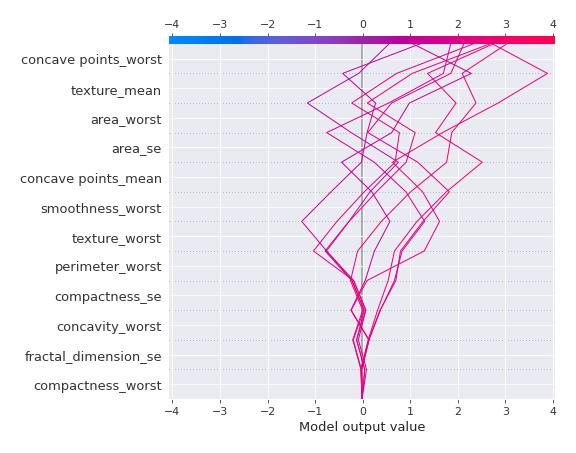 −4 −3 −2 −1 0 1 2 3 4
concave points_worst
texture_mean
area_worst
area_se
concave points_mean
smoothness_worst
texture_worst
perimeter_worst
compactness_se
concavity_worst
fractal_dimension_se
compactness_worst
−4 −3 −2 −1 0 1 2 3 4
Model output value